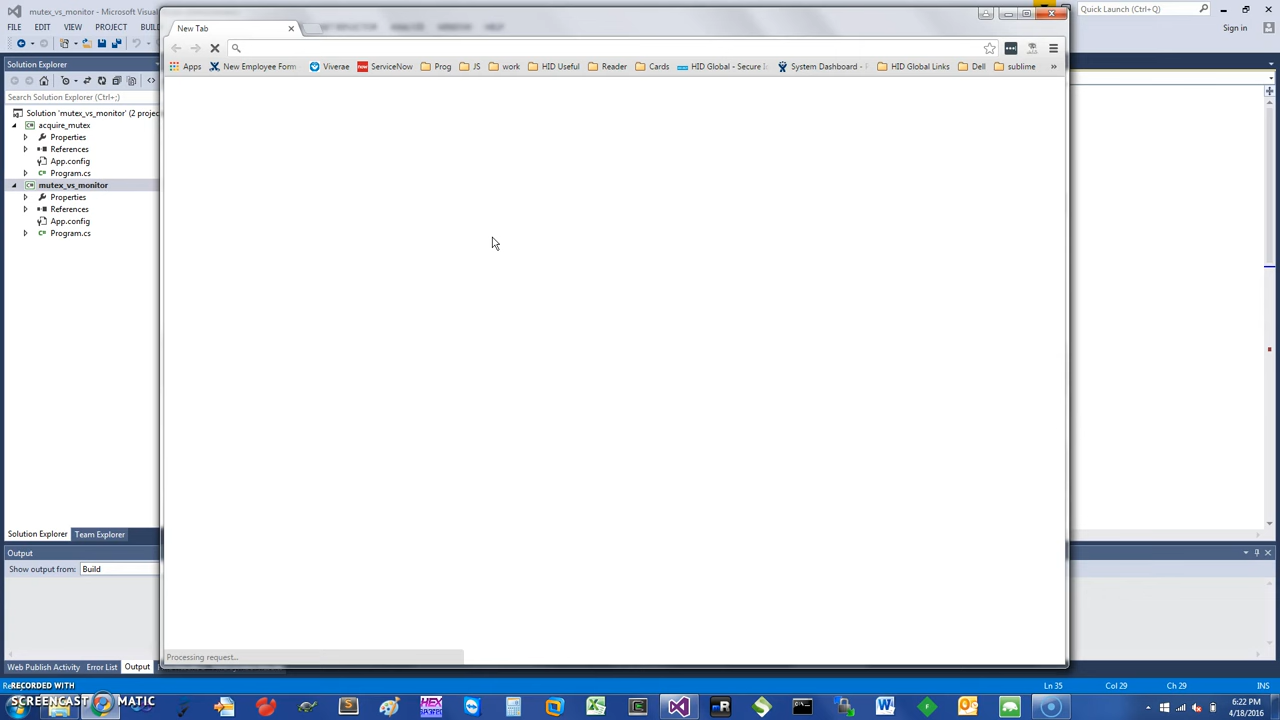 mutex_vs_monitor - Microsoft Visual
Quick Launch (Ctrl+Q)
FILE EDIT VIEW PROJECT BUILD
ANALYZE WINDOW HELP
Sign in
New Tab
Apps New Employee Form Viverae ServiceNow Prog JS work HID Useful Reader Cards HID Global - Secure I System Dashboard - HID Global Links Dell sublime »
Solution Explorer
Search Solution Explorer (Ctrl+;)
Solution 'mutex_vs_monitor' (2 projec
acquire_mutex
Properties
References
App.config
Program.cs
mutex_vs_monitor
Properties
References
App.config
Program.cs
Solution Explorer Team Explorer
Output
Show output from: Build
Processing request...
Web Publish Activity Error List Output
RECORDED WITH
SCREENCAST MATIC
Ln 35 Col 29 Ch 29 INS
6:22 PM
4/18/2016